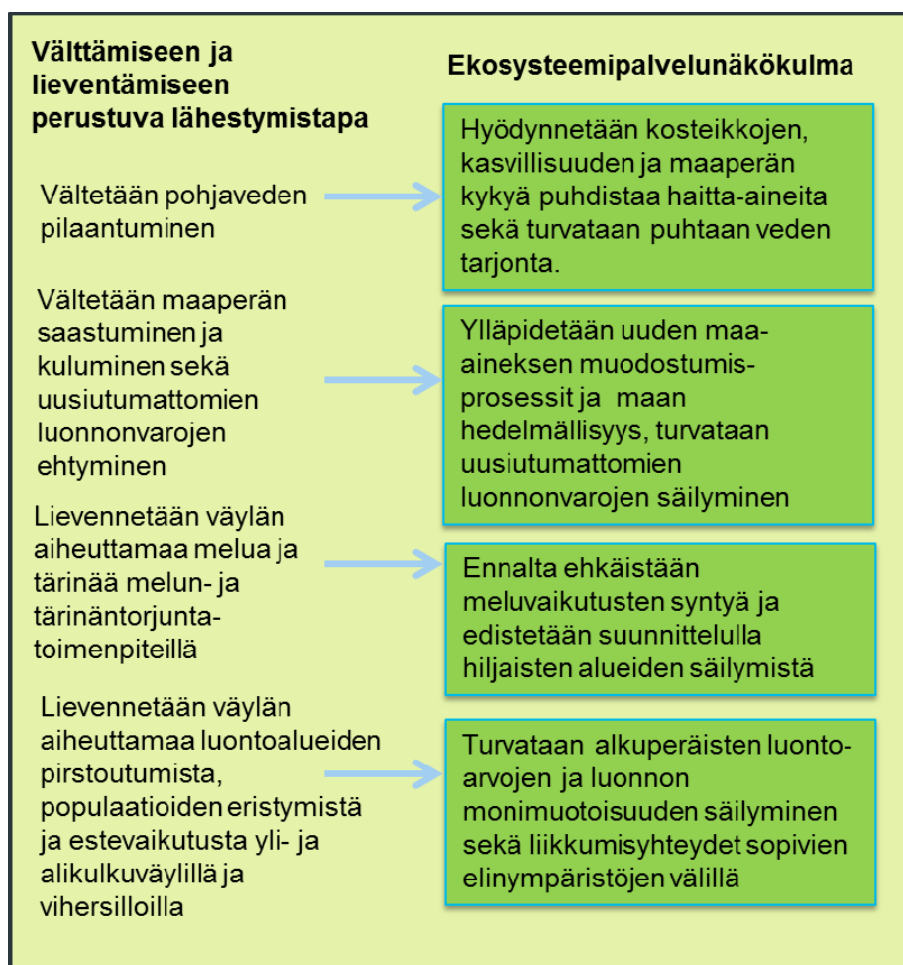 Välttämiseen ja
lieventämiseen
perustuva lähestymistapa
Ekosysteemipalvelunäkökulma
Vältetään pohjaveden
pilaantuminen
Hyödynnetään kosteikkojen,
kasvillisuuden ja maaperän
kykyä puhdistaa haitta-aineita
sekä turvataan puhtaan veden
tarjonta.
Vältetään maaperän
saastuminen ja
kuluminen sekä
uusiutumattomien
luonnonvarojen
ehtyminen
Ylläpidetään uuden maa-
aineksen muodostumis-
prosessit ja maan
hedelmällisyys, turvataan
uusiutumattomien
luonnonvarojen säilyminen
Lievennetään väylän
aiheuttamaa melua ja
tärinää melun- ja
tärinäntorjunta-
toimenpiteillä
Ennalta ehkäistään
meluvaikutusten syntyä ja
edistetään suunnittelulla
hiljaisten alueiden säilymistä
Lievennetään väylän
aiheuttamaa luontoalueiden
pirstoutumista,
populaatioiden eristymistä
ja estevaikutusta yli- ja
alikulkuväylillä ja
vihersilloilla
Turvataan alkuperäisten luonto-
arvojen ja luonnon
monimuotoisuuden säilyminen
sekä liikkumisyhteydet sopivien
elinympäristöjen välillä